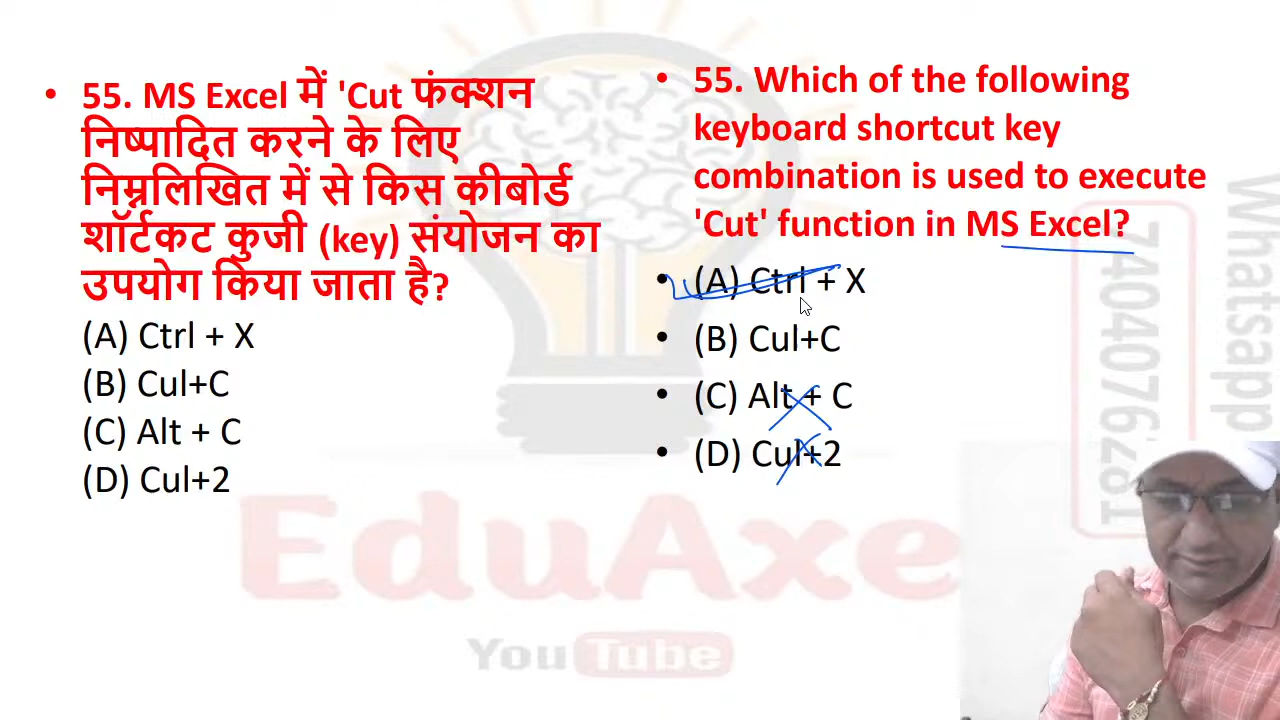 • 55. MS Excel में 'Cut फंक्शन
निष्पादित करने के लिए
निम्नलिखित में से किस कीबोर्ड
शॉर्टकट कुजी (key) संयोजन का
उपयोग किया जाता है?
(A) Ctrl + X
(B) Cul+C
(C) Alt + C
(D) Cul+2
• 55. Which of the following
keyboard shortcut key
combination is used to execute
'Cut' function in MS Excel?
• (A) Ctrl + X
• (B) Cul+C
• (C) Alt + C
• (D) Cul+2
EduAxe
YouTube
Whatsapp
7404076281